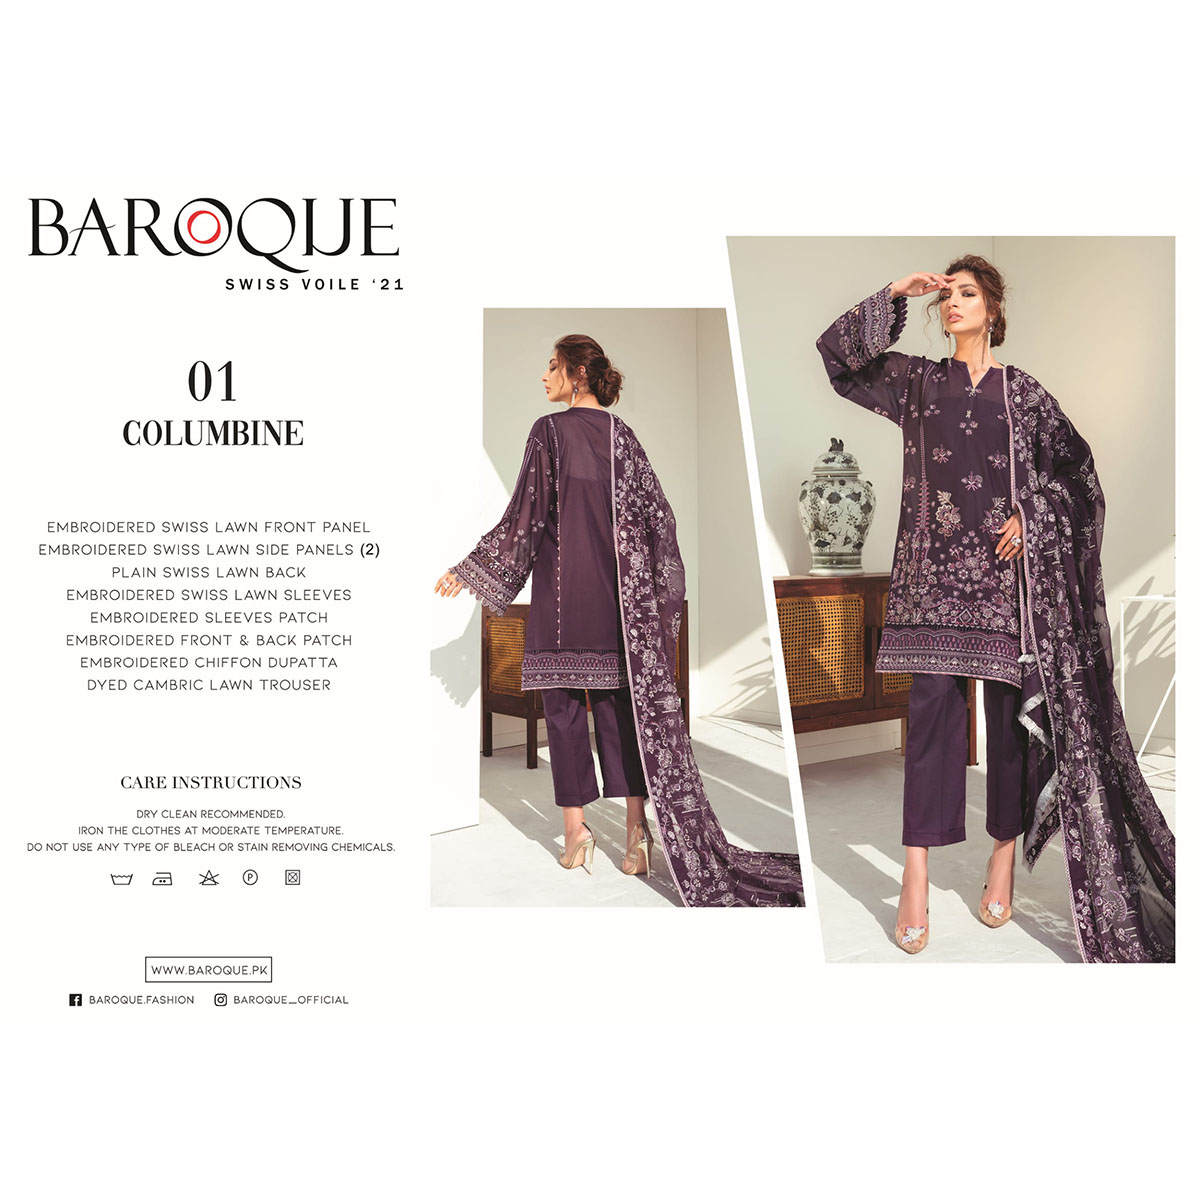 BAROQUE
SWISS VOILE ‘21
01
COLUMBINE
EMBROIDERED SWISS LAWN FRONT PANEL
EMBROIDERED SWISS LAWN SIDE PANELS (2)
PLAIN SWISS LAWN BACK
EMBROIDERED SWISS LAWN SLEEVES
EMBROIDERED SLEEVES PATCH
EMBROIDERED FRONT & BACK PATCH
EMBROIDERED CHIFFON DUPATTA
DYED CAMBRIC LAWN TROUSER
CARE INSTRUCTIONS
DRY CLEAN RECOMMENDED.
IRON THE CLOTHES AT MODERATE TEMPERATURE.
DO NOT USE ANY TYPE OF BLEACH OR STAIN REMOVING CHEMICALS.
P
WWW.BAROQUE.PK
BAROQUE.FASHION BAROQUE_OFFICIAL